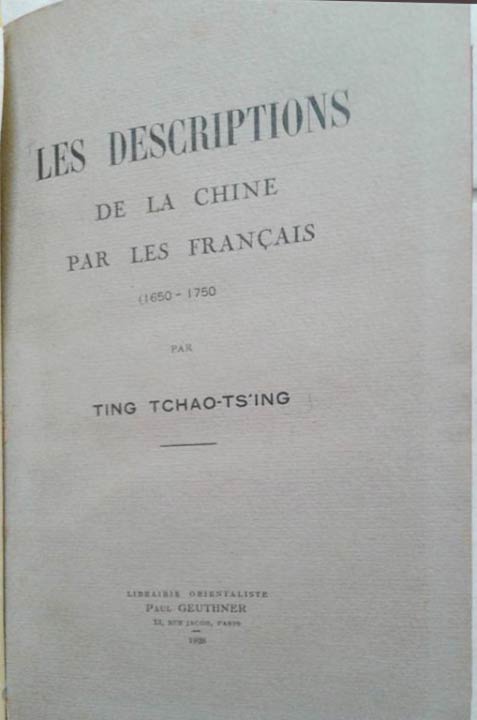 LES DESCRIPTIONS
DE LA CHINE
PAR LES FRANÇAIS
(1650 - 1750
PAR
TING TCHAO-TS'ING
LIBRAIRIE ORIENTALISTE
PAUL GEUTHNER
13, RUE JACOB, PARIS
1928